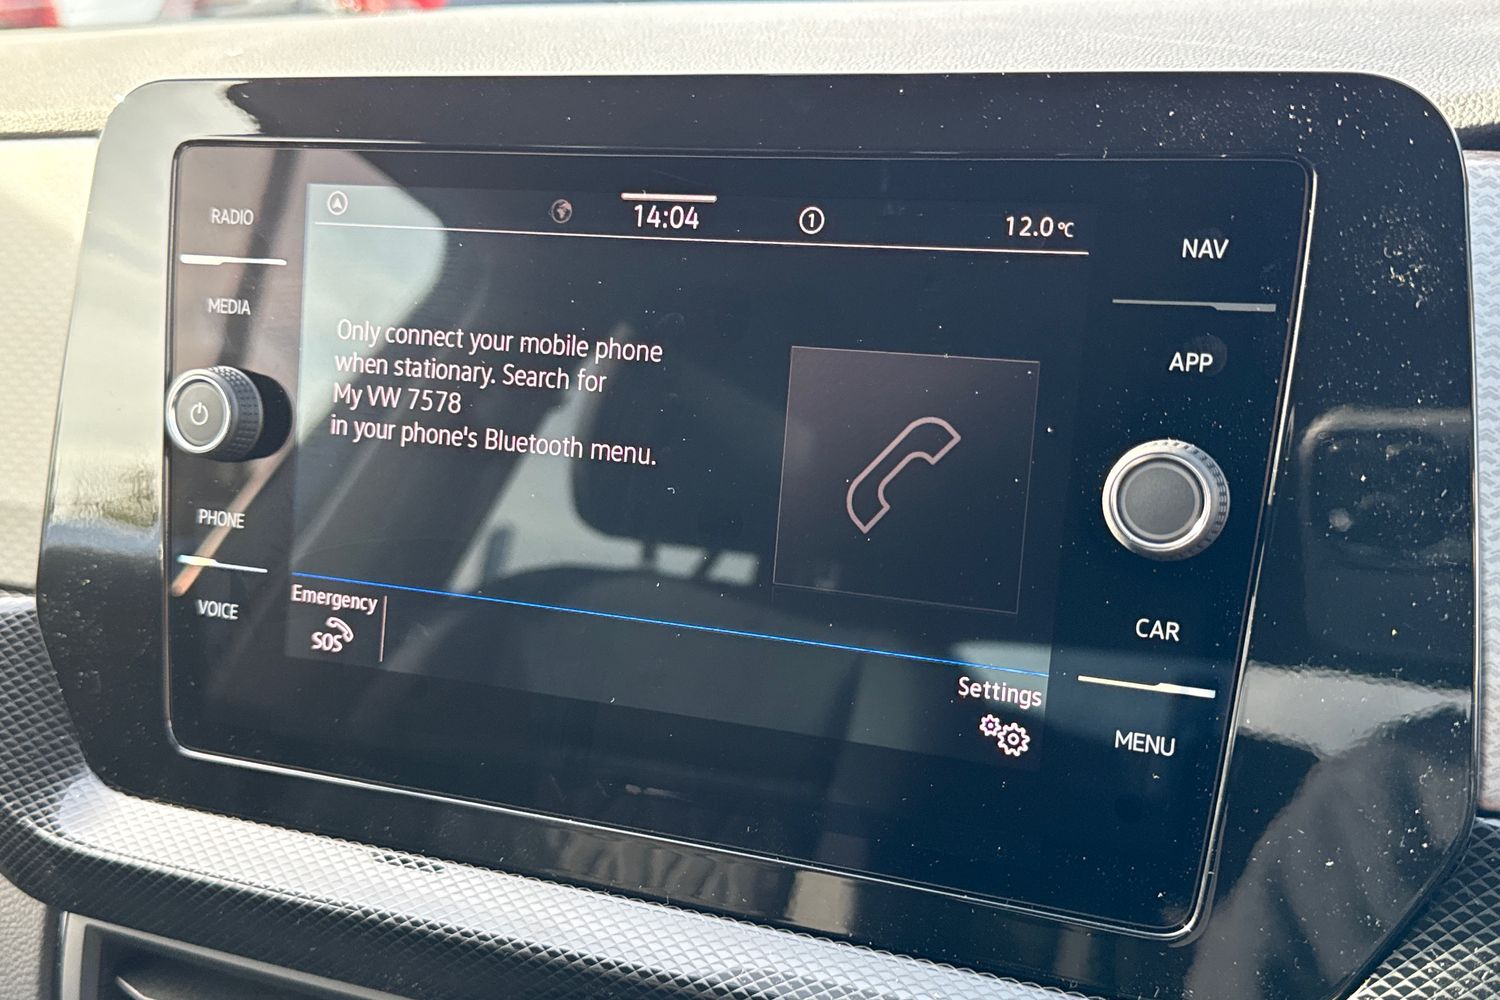 RADIO
MEDIA
PHONE
VOICE
14:04
1
12.0°C
Only connect your mobile phone
when stationary. Search for
My VW 7578
in your phone's Bluetooth menu.
Emergency
SOS
Settings
NAV
APP
CAR
MENU